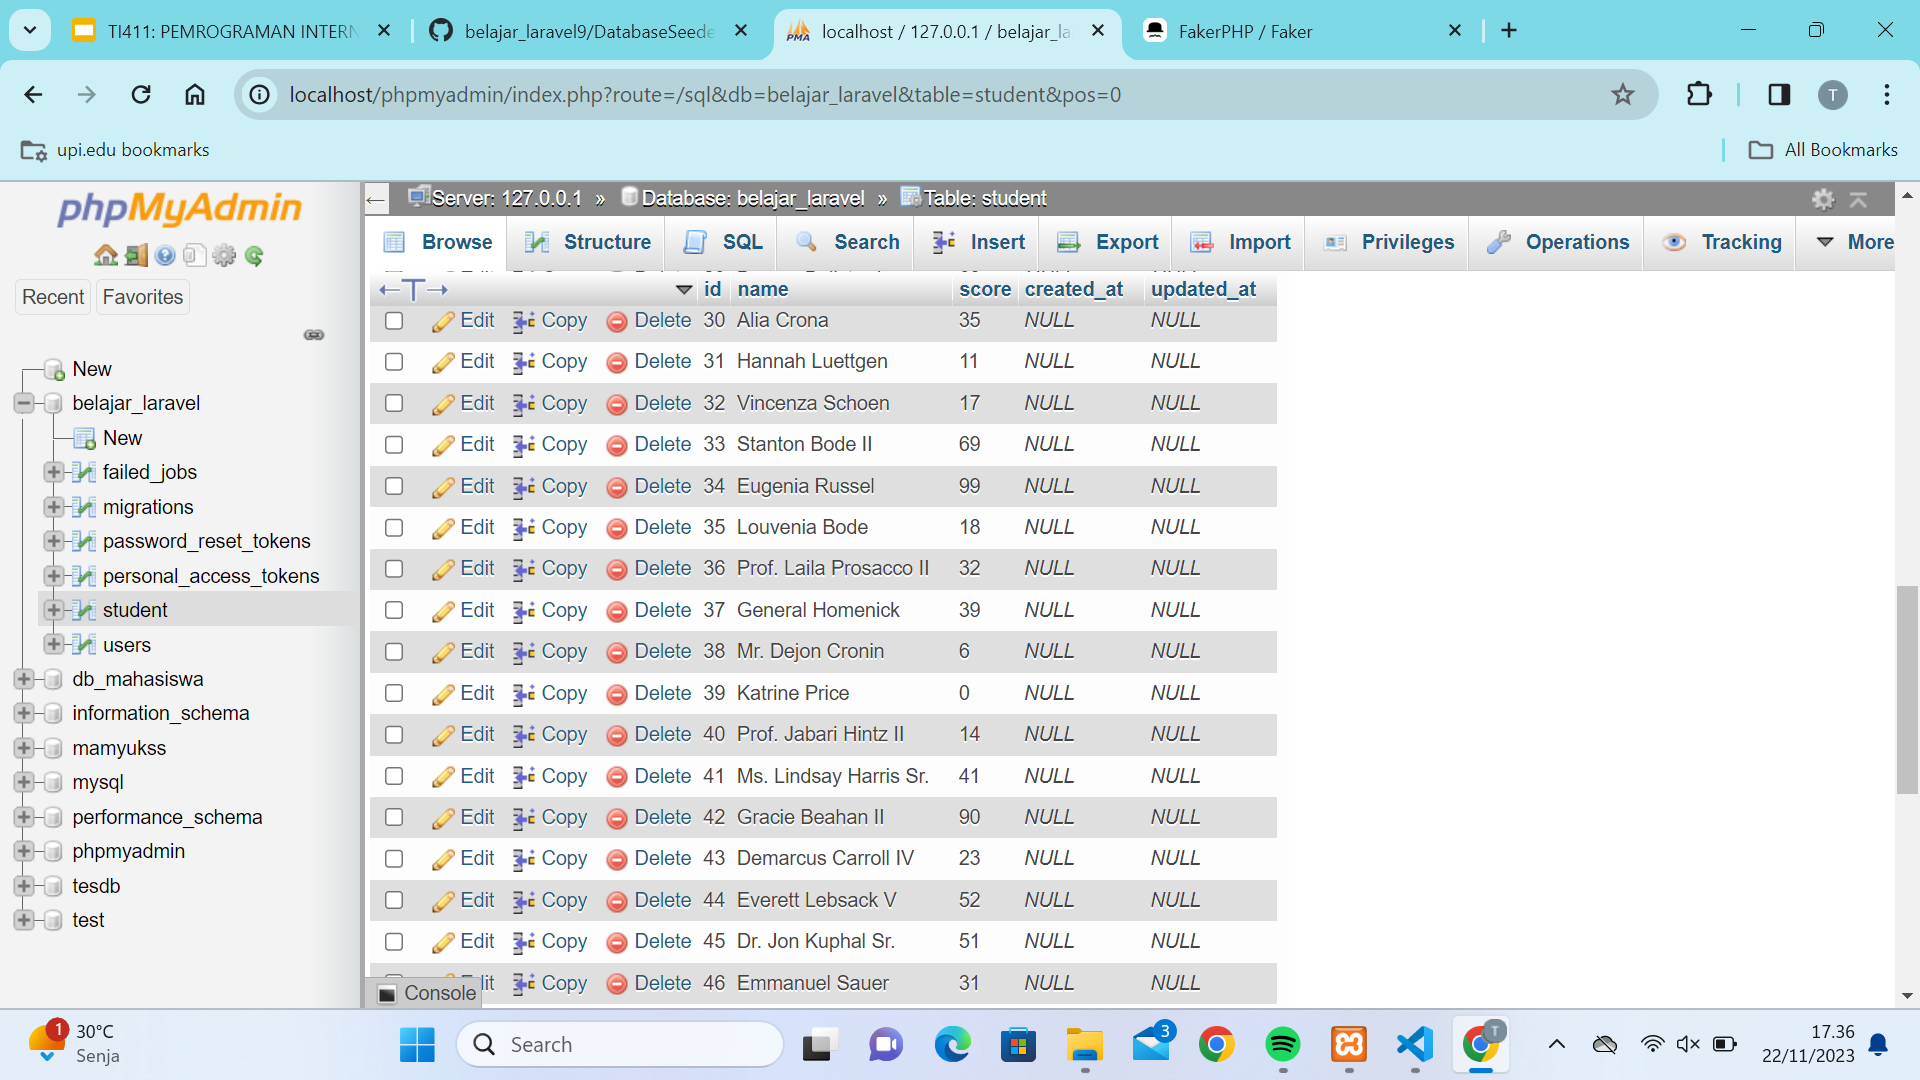 TI411: PEMROGRAMAN INTERN
belajar_laravel9/DatabaseSeede
localhost / 127.0.0.1 / belajar_la
FakerPHP / Faker
localhost/phpmyadmin/index.php?route=/sql&db=belajar_laravel&table=student&pos=0
T
upi.edu bookmarks
All Bookmarks
phpMyAdmin
Recent
Favorites
New
belajar_laravel
New
failed_jobs
migrations
password_reset_tokens
personal_access_tokens
student
users
db_mahasiswa
information_schema
mamyukss
mysql
performance_schema
phpmyadmin
tesdb
test
Server: 127.0.0.1 » Database: belajar_laravel » Table: student
Browse Structure SQL Search Insert Export Import Privileges Operations Tracking More
←T→ id name score created_at updated_at
Edit Copy Delete 30 Alia Crona 35 NULL NULL
Edit Copy Delete 31 Hannah Luettgen 11 NULL NULL
Edit Copy Delete 32 Vincenza Schoen 17 NULL NULL
Edit Copy Delete 33 Stanton Bode II 69 NULL NULL
Edit Copy Delete 34 Eugenia Russel 99 NULL NULL
Edit Copy Delete 35 Louvenia Bode 18 NULL NULL
Edit Copy Delete 36 Prof. Laila Prosacco II 32 NULL NULL
Edit Copy Delete 37 General Homenick 39 NULL NULL
Edit Copy Delete 38 Mr. Dejon Cronin 6 NULL NULL
Edit Copy Delete 39 Katrine Price 0 NULL NULL
Edit Copy Delete 40 Prof. Jabari Hintz II 14 NULL NULL
Edit Copy Delete 41 Ms. Lindsay Harris Sr. 41 NULL NULL
Edit Copy Delete 42 Gracie Beahan II 90 NULL NULL
Edit Copy Delete 43 Demarcus Carroll IV 23 NULL NULL
Edit Copy Delete 44 Everett Lebsack V 52 NULL NULL
Edit Copy Delete 45 Dr. Jon Kuphal Sr. 51 NULL NULL
Copy Delete 46 Emmanuel Sauer 31 NULL NULL
Console
1
30°C
Senja
Search
3
T
17.36
22/11/2023